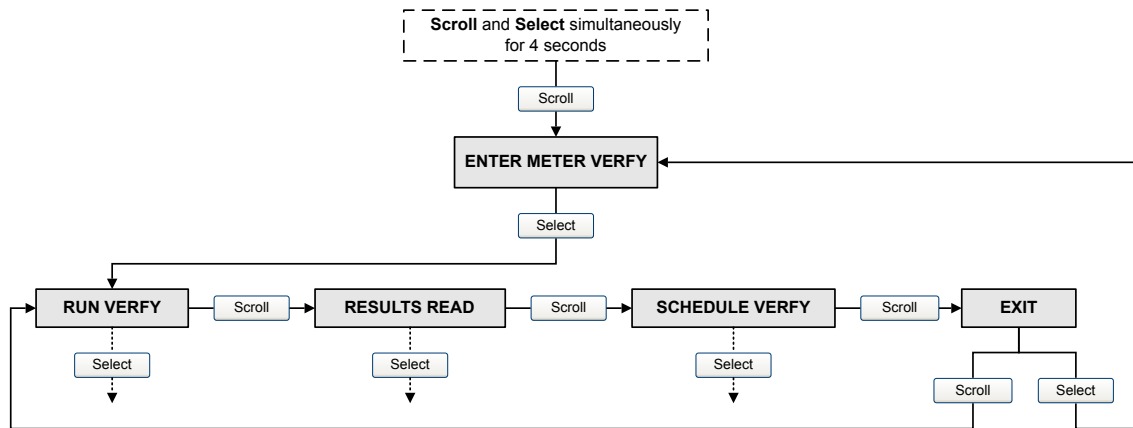 Scroll and Select simultaneously
for 4 seconds
Scroll
ENTER METER VERFY
Select
RUN VERFY
Scroll
RESULTS READ
Scroll
SCHEDULE VERFY
Scroll
EXIT
Select
Select
Select
Scroll
Select